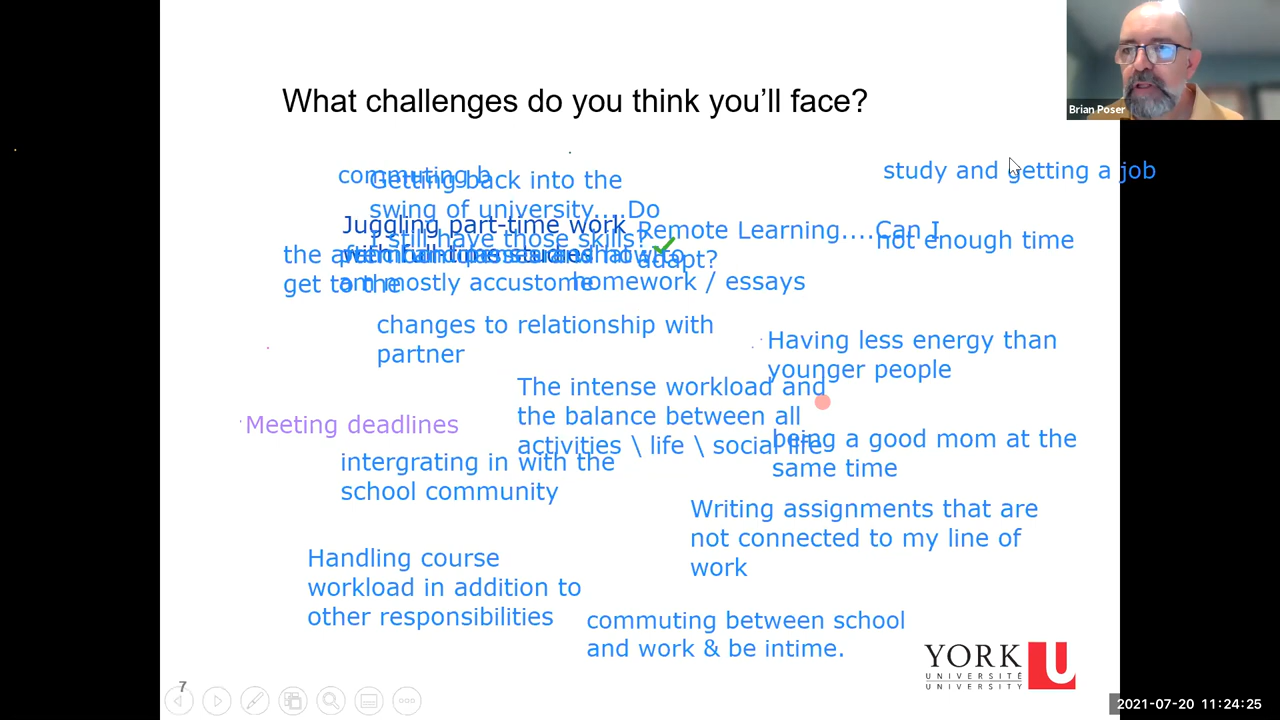 What challenges do you think you'll face?
Brian Poser
commuting b
study and getting a job
Getting back into the
swing of university....Do
I still have those skills?
Juggling part-time work
Remote Learning....Can I
adapt?
not enough time
the
get to the
am mostly accustome
homework / essays
changes to relationship with
partner
Having less energy than
younger people
The intense workload and
the balance between all
activities \ life \ social life
Meeting deadlines
being a good mom at the
same time
intergrating in with the
school community
Writing assignments that are
not connected to my line of
work
Handling course
workload in addition to
other responsibilities
commuting between school
and work & be intime.
YORK U
UNIVERSITÉ
UNIVERSITY
7
2021-07-20 11:24:25